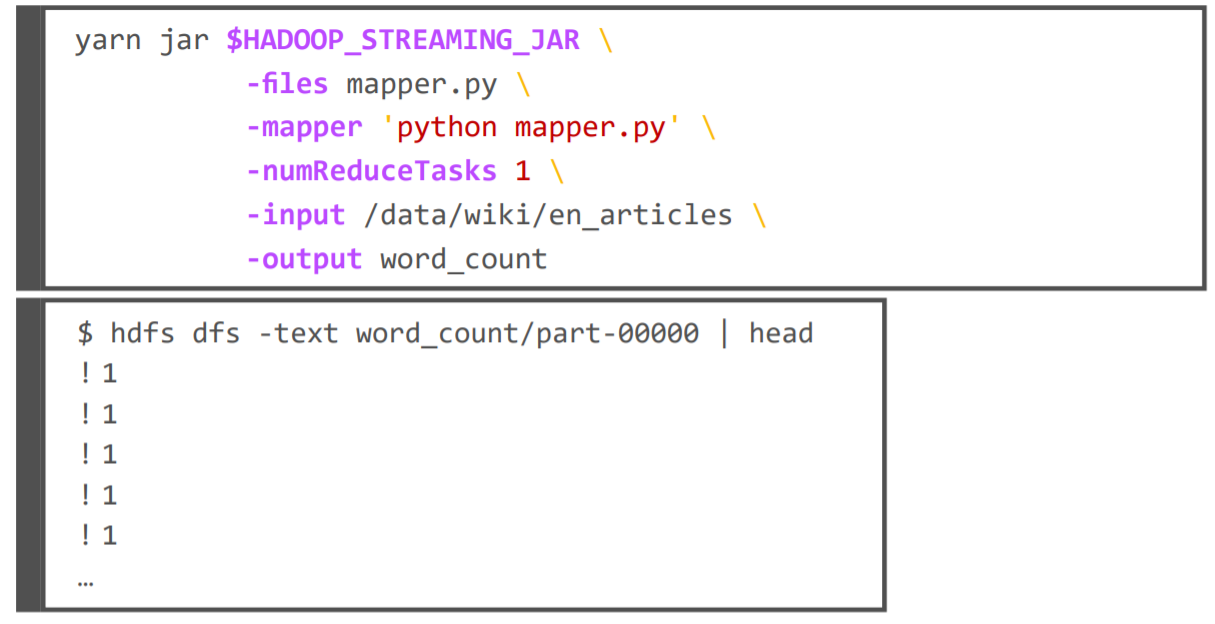 yarn jar $HADOOP_STREAMING_JAR \
-files mapper.py \
-mapper 'python mapper.py' \
-numReduceTasks 1 \
-input /data/wiki/en_articles \
-output word_count
$ hdfs dfs -text word_count/part-00000 | head
! 1
! 1
! 1
! 1
! 1
…